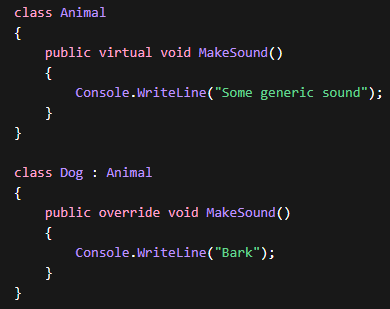 class Animal
{
    public virtual void MakeSound()
    {
        Console.WriteLine("Some generic sound");
    }
}

class Dog : Animal
{
    public override void MakeSound()
    {
        Console.WriteLine("Bark");
    }
}